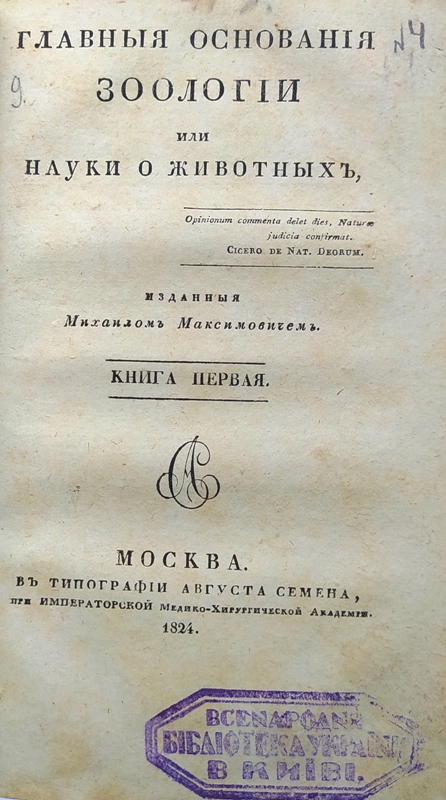 ГЛАВНЫЯ ОСНОВАНІЯ
№4
9.
ЗООЛОГІИ
ИЛИ
НАУКИ О ЖИВОТНЫХЪ,
Opinionum commenta delet dies, Naturæ
judicia confirmat.
CICERO DE NAT. DEORUM.
ИЗДАННЫЯ
Михаиломъ Максимовичемъ.
КНИГА ПЕРВАЯ.
МОСКВА.
ВЪ ТИПОГРАФІИ АВГУСТА СЕМЕНА,
ПРИ ИМПЕРАТОРСКОЙ МЕДИКО-ХИРУРГИЧЕСКОЙ АКАДЕМІИ.
1824.
ВСЕНАРОДНЯ
БІБЛІОТЕКА УКРАЇНИ
В КИЇВІ.